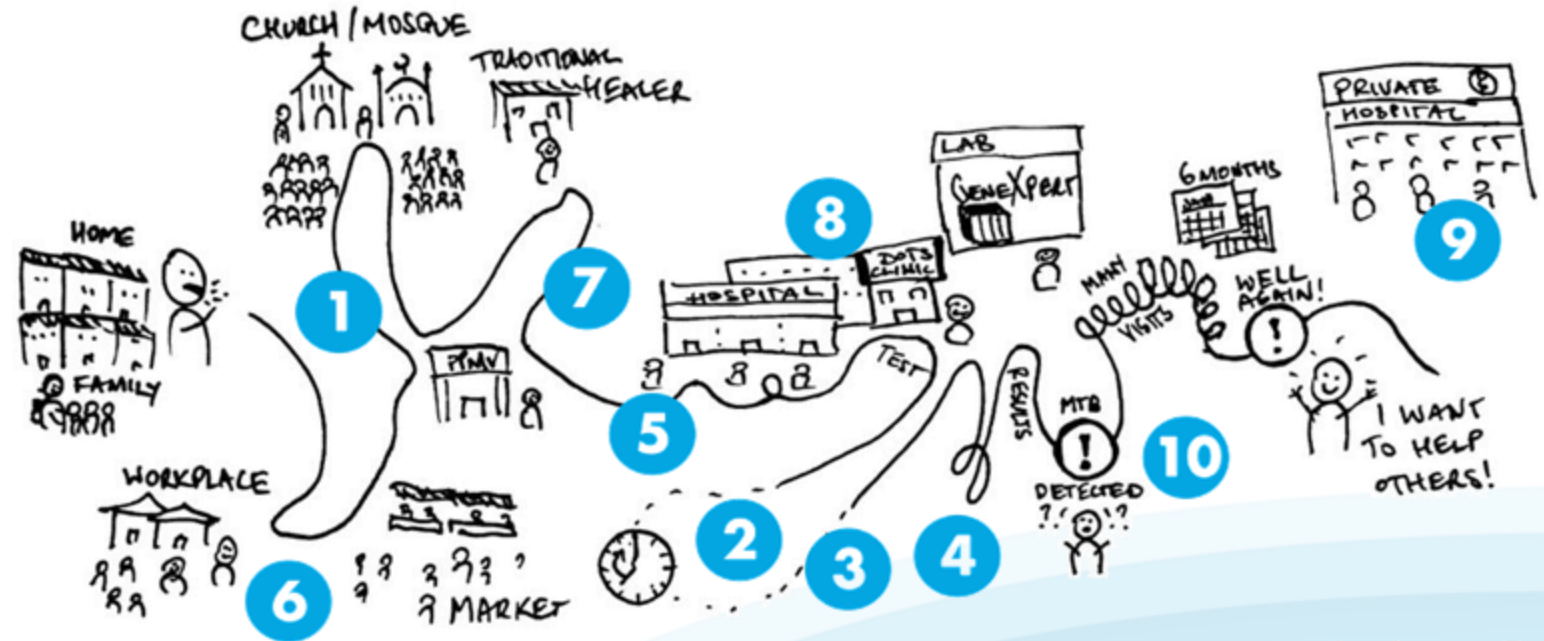 CHURCH / MOSQUE
TRADITIONAL
HEALER
HOME
FAMILY
1
WORKPLACE
6
MARKET
PPMV
7
5
HOSPITAL
8
DOTS
CLINIC
LAB
GENEXPERT
TEST
2
3
4
RESULTS
MTB
!
DETECTED
? ! ! ?
10
MANY
VISITS
6 MONTHS
WELL
AGAIN!
!
I WANT
TO HELP
OTHERS!
PRIVATE
HOSPITAL
9